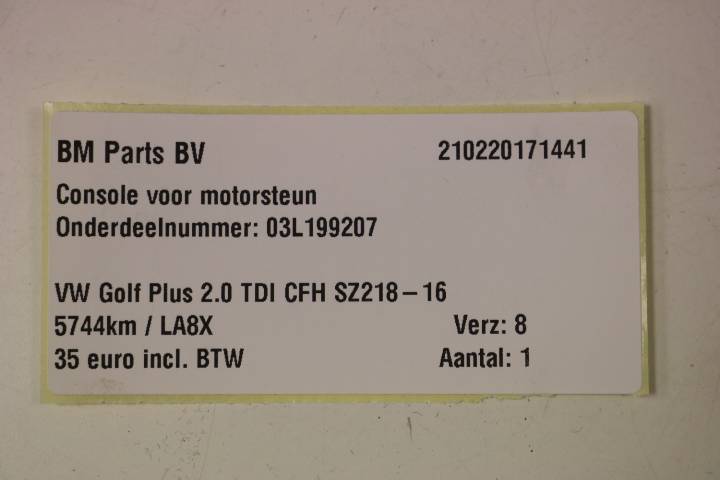 BM Parts BV 210220171441
Console voor motorsteun
Onderdeelnummer: 03L199207
VW Golf Plus 2.0 TDI CFH SZ218-16
5744km / LA8X Verz: 8
35 euro incl. BTW Aantal: 1